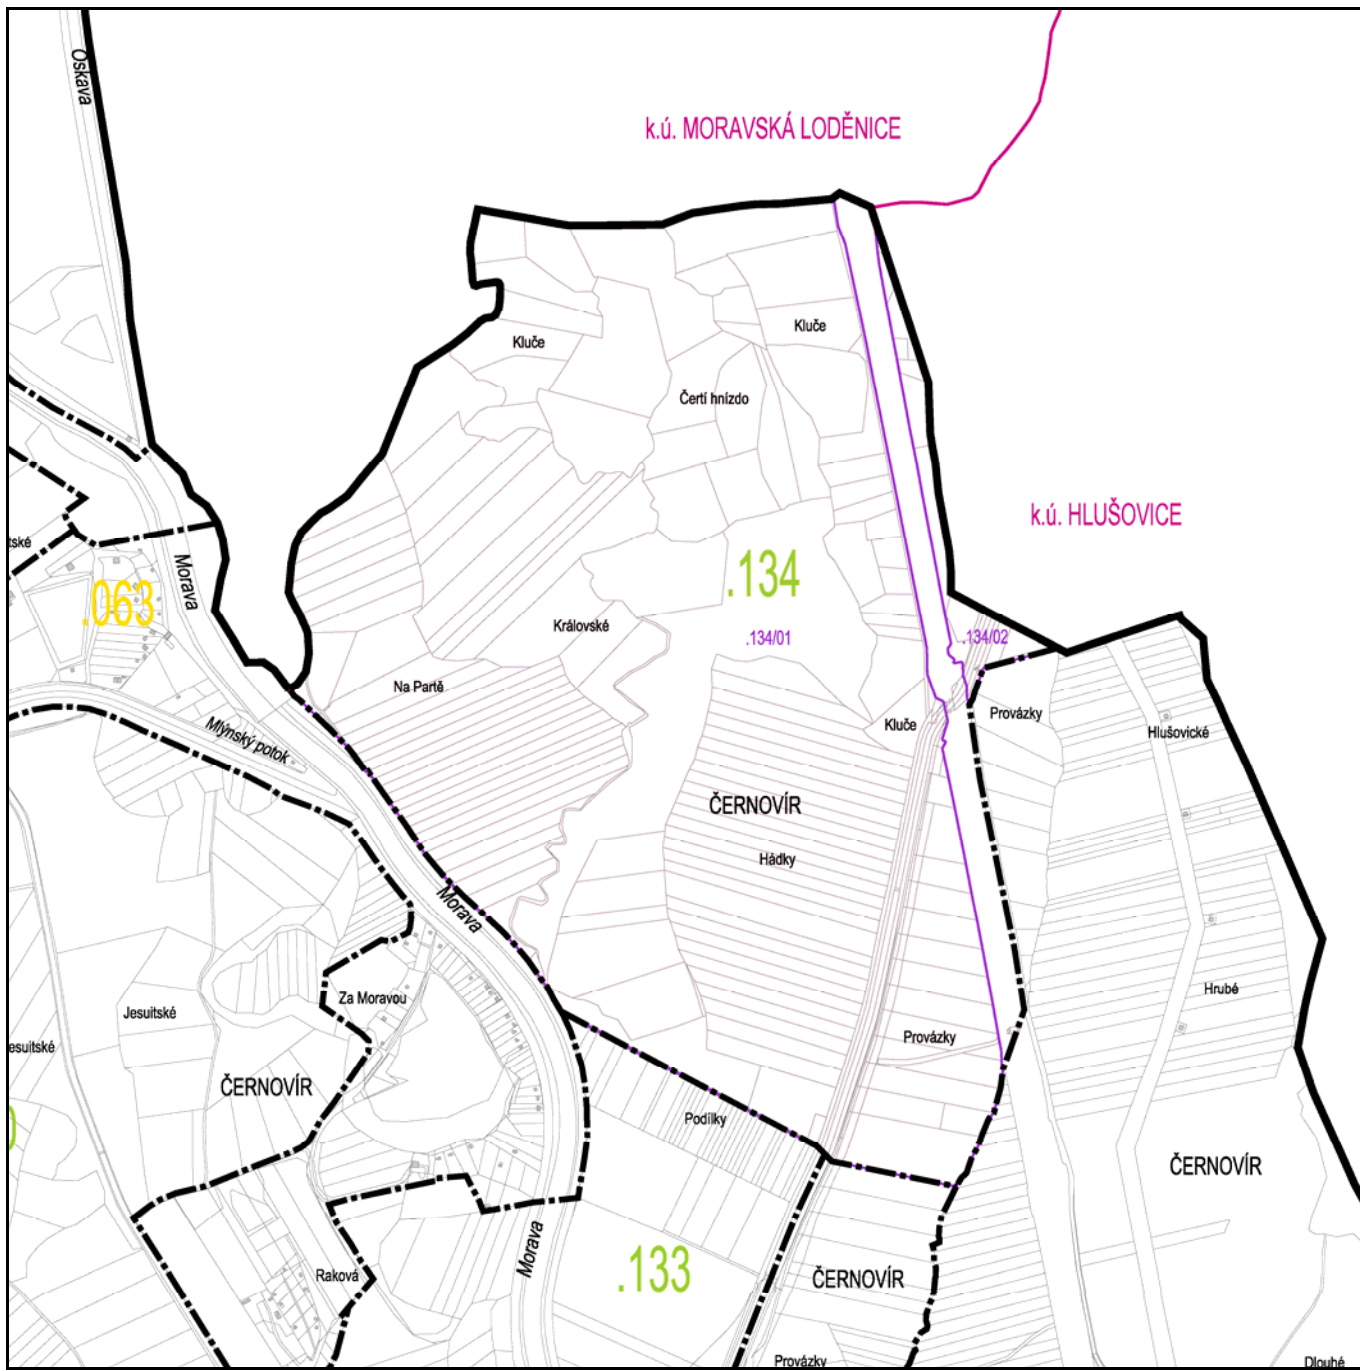 Oskava
k.ú. MORAVSKÁ LODĚNICE
Kluče
Kluče
Čertí hnízdo
k.ú. HLUŠOVICE
tské
Morava
.063
.134
Královské
.134/01
.134/02
Na Partě
Provázky
Kluče
Hlušovické
Mlýnský potok
ČERNOVÍR
Hádky
Morava
Za Moravou
Hrubé
Jesuitské
Provázky
esuitské
ČERNOVÍR
Podílky
ČERNOVÍR
Morava
.133
Raková
ČERNOVÍR
Provázky
Dlouhé